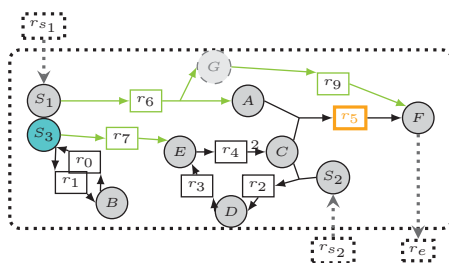 r_{s_1}
G
r_9
S_1
r_6
A
r_5
F
S_3
r_7
E
r_4
2
C
r_0
r_1
r_3
r_2
S_2
B
D
r_{s_2}
r_e